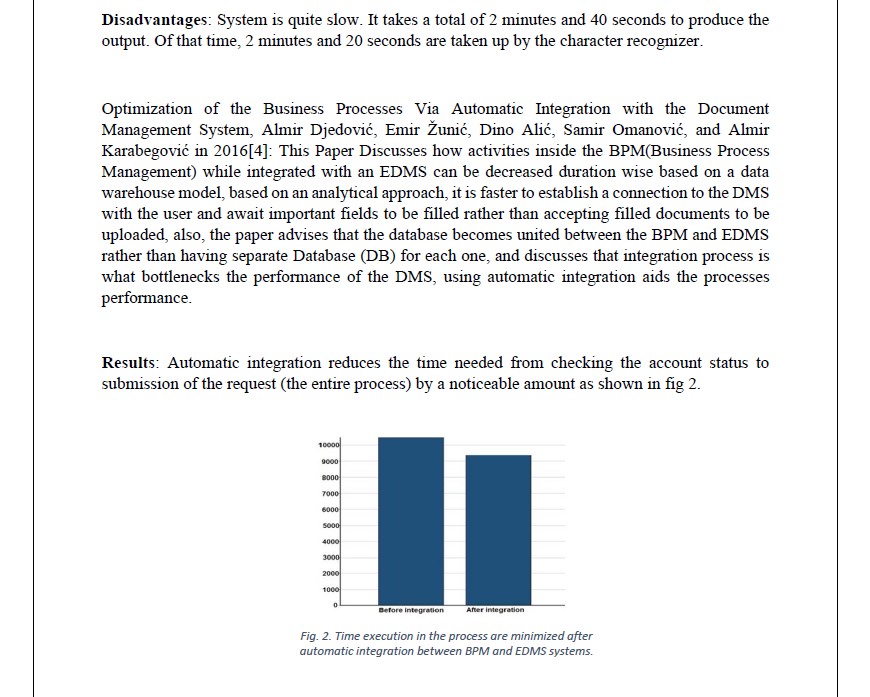 Disadvantages: System is quite slow. It takes a total of 2 minutes and 40 seconds to produce the
output. Of that time, 2 minutes and 20 seconds are taken up by the character recognizer.
Optimization of the Business Processes Via Automatic Integration with the Document
Management System, Almir Djedović, Emir Žunić, Dino Alić, Samir Omanović, and Almir
Karabegović in 2016[4]: This Paper Discusses how activities inside the BPM(Business Process
Management) while integrated with an EDMS can be decreased duration wise based on a data
warehouse model, based on an analytical approach, it is faster to establish a connection to the DMS
with the user and await important fields to be filled rather than accepting filled documents to be
uploaded, also, the paper advises that the database becomes united between the BPM and EDMS
rather than having separate Database (DB) for each one, and discusses that integration process is
what bottlenecks the performance of the DMS, using automatic integration aids the processes
performance.
Results: Automatic integration reduces the time needed from checking the account status to
submission of the request (the entire process) by a noticeable amount as shown in fig 2.
10000
9000
8000
7000
6000
5000
4000
3000
2000
1000
0
Before integration After integration
Fig. 2. Time execution in the process are minimized after
automatic integration between BPM and EDMS systems.